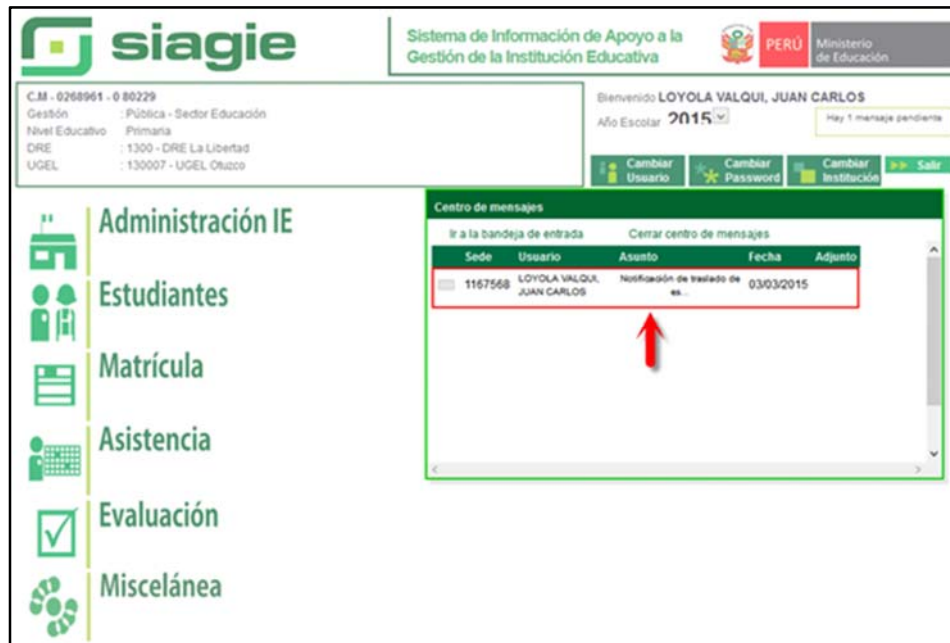 siagie
Sistema de Información de Apoyo a la
Gestión de la Institución Educativa
PERÚ
Ministerio
de Educación
C.M - 0268961 - 0 80229
Gestión : Pública - Sector Educación
Nivel Educativo Primaria
DRE : 1300 - DRE La Libertad
UGEL : 130007 - UGEL Otuzco
Bienvenido LOYOLA VALQUI, JUAN CARLOS
Año Escolar 2015
Hay 1 mensaje pendiente
Cambiar
Usuario
Cambiar
Password
Cambiar
Institución
Salir
Administración IE
Estudiantes
Matrícula
Asistencia
Evaluación
Miscelánea
Centro de mensajes
Ir a la bandeja de entrada Cerrar centro de mensajes
Sede Usuario Asunto Fecha Adjunto
1167568 LOYOLA VALQUI, JUAN CARLOS Notificación de traslado de es... 03/03/2015